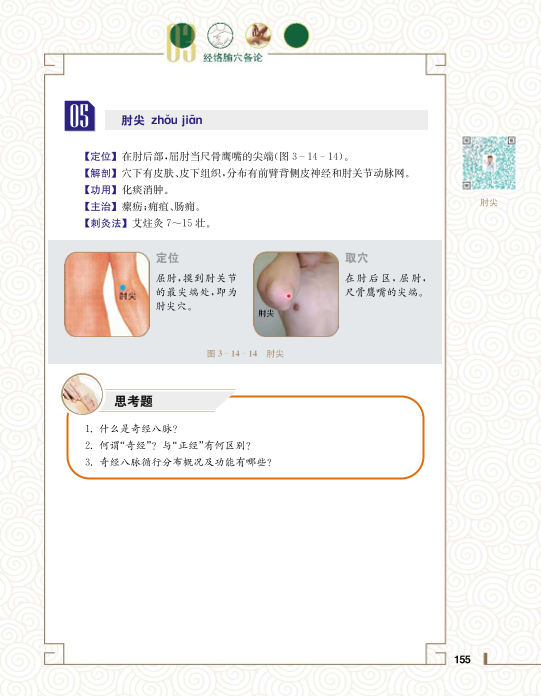 03
经络腧穴各论
05 肘尖 zhǒu jiān
【定位】在肘后部,屈肘当尺骨鹰嘴的尖端(图 3-14-14)。
【解剖】穴下有皮肤、皮下组织,分布有前臂背侧皮神经和肘关节动脉网。
【功用】化痰消肿。
【主治】瘰疬;痈疽、肠痈。
【刺灸法】艾炷灸 7～15 壮。
肘尖
定位
屈肘,摸到肘关节
的最尖端处,即为
肘尖穴。
肘尖
取穴
在肘后区,屈肘,
尺骨鹰嘴的尖端。
肘尖
图 3-14-14 肘尖
思考题
1. 什么是奇经八脉?
2. 何谓“奇经”? 与“正经”有何区别?
3. 奇经八脉循行分布概况及功能有哪些?
155